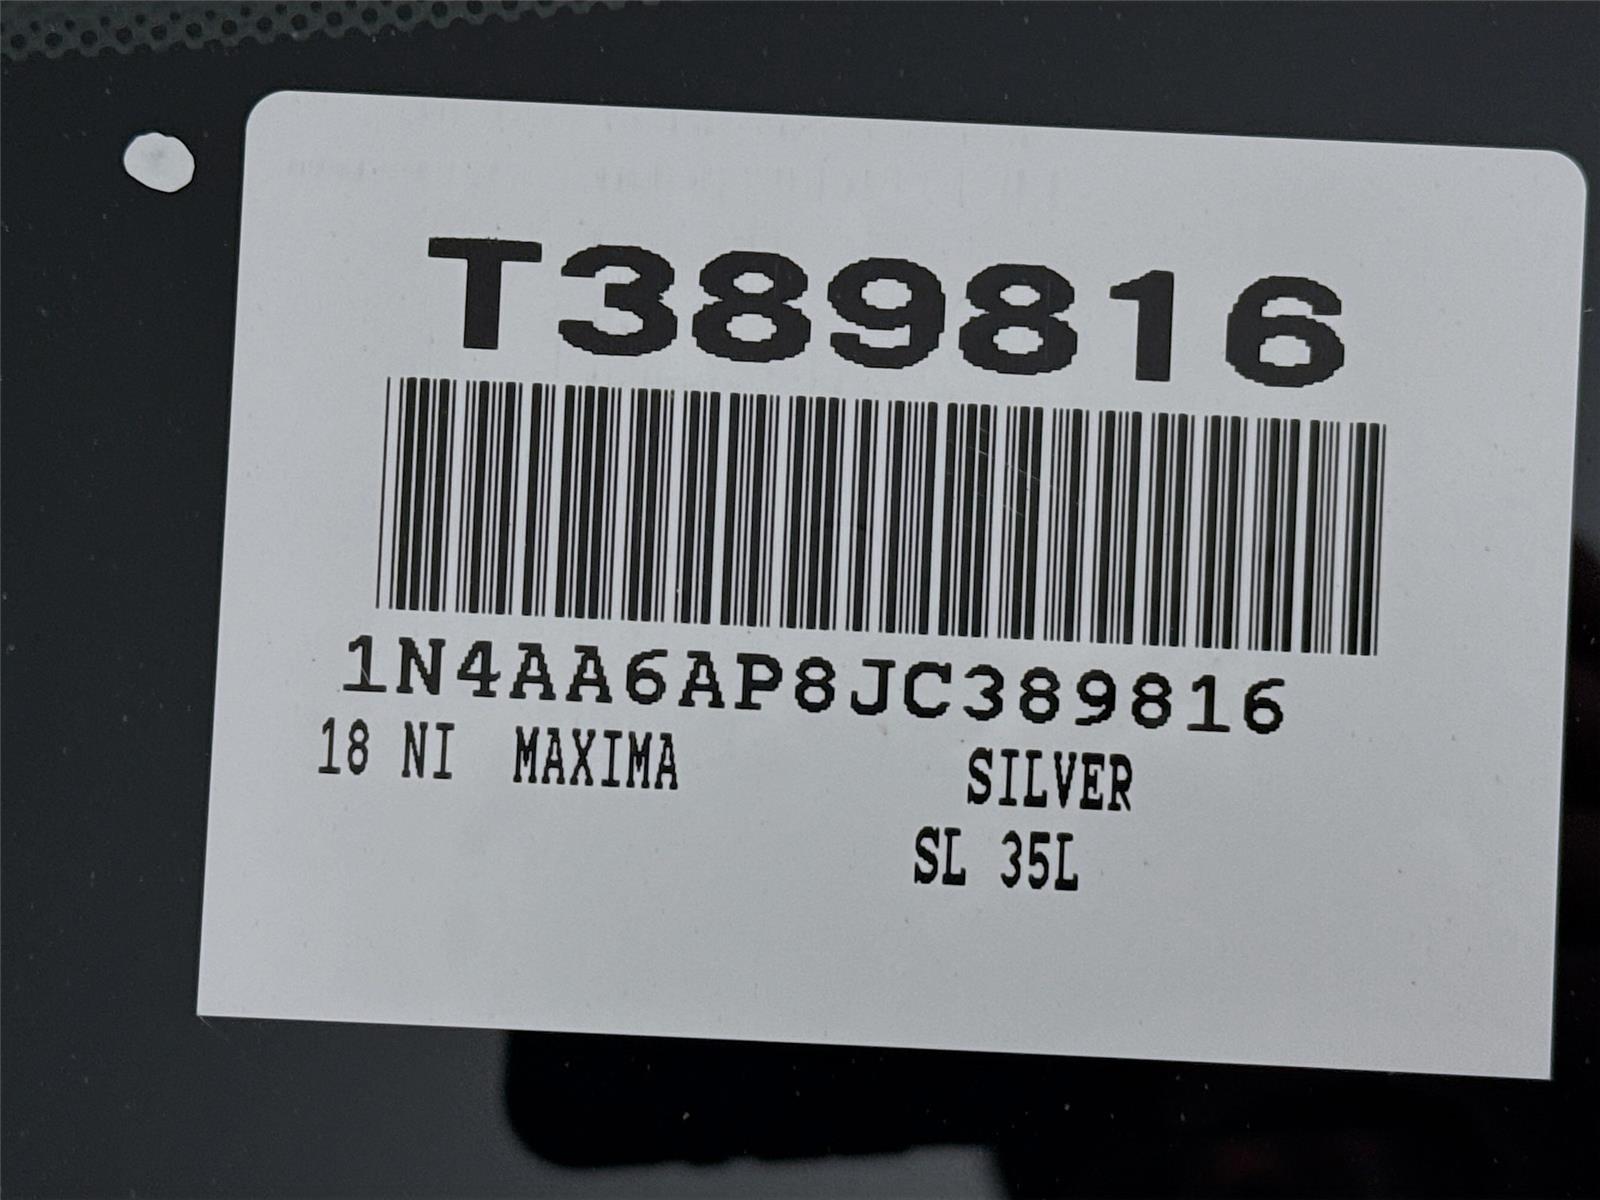 T389816
1N4AA6AP8JC389816
18 NI MAXIMA SILVER
SL 35L